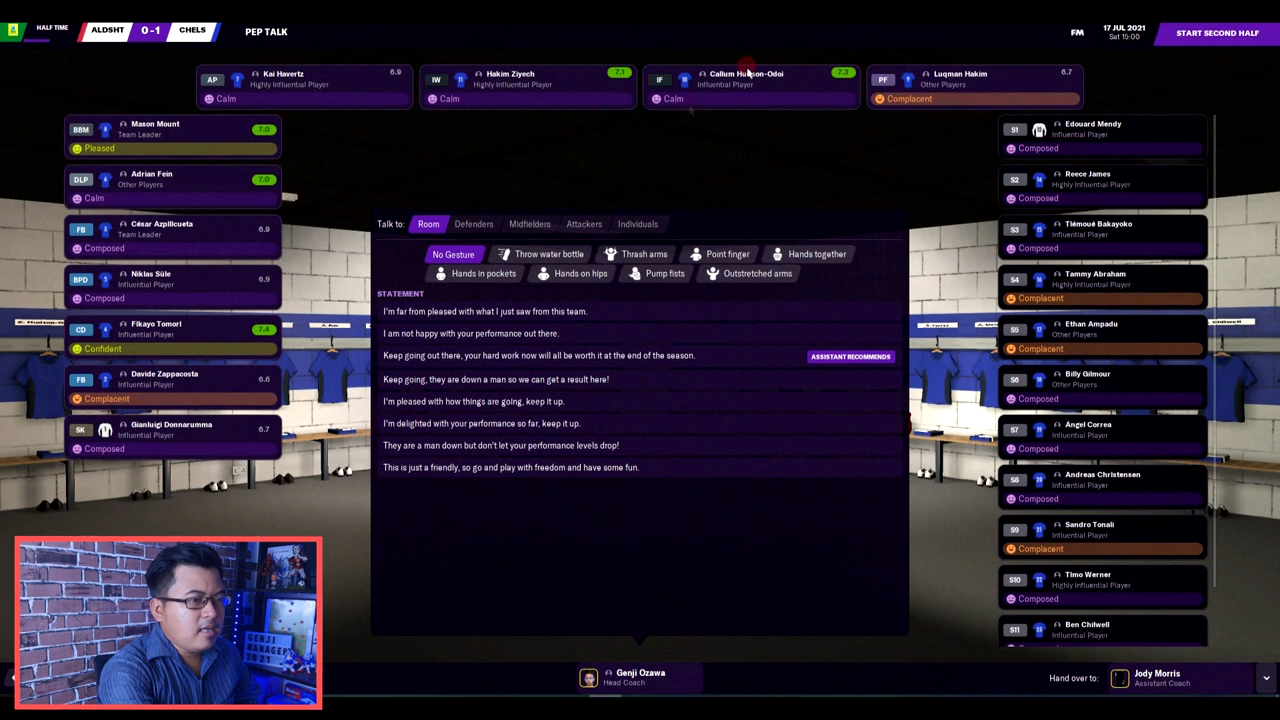 HALF TIME
ALDSHT 0 - 1 CHELS
PEP TALK
FM
17 JUL 2021
Sat 15:00
START SECOND HALF
AP Kai Havertz 6.9
Highly Influential Player
Calm
IW Hakim Ziyech 7.1
Highly Influential Player
Calm
IF Callum Hudson-Odoi 7.3
Influential Player
Calm
PF Luqman Hakim 6.7
Other Players
Complacent
BBM Mason Mount 7.0
Team Leader
Pleased
DLP Adrian Fein 7.0
Other Players
Calm
FB César Azpilicueta 6.9
Team Leader
Composed
BPD Niklas Süle 6.9
Influential Player
Composed
CD Fikayo Tomori 7.4
Influential Player
Confident
FB Davide Zappacosta 6.6
Influential Player
Complacent
SK Gianluigi Donnarumma 6.7
Influential Player
Composed
Talk to: Room Defenders Midfielders Attackers Individuals
No Gesture Throw water bottle Thrash arms Point finger Hands together
Hands in pockets Hands on hips Pump fists Outstretched arms
STATEMENT
I'm far from pleased with what I just saw from this team.
I am not happy with your performance out there.
Keep going out there, your hard work now will all be worth it at the end of the season. ASSISTANT RECOMMENDS
Keep going, they are down a man so we can get a result here!
I'm pleased with how things are going, keep it up.
I'm delighted with your performance so far, keep it up.
They are a man down but don't let your performance levels drop!
This is just a friendly, so go and play with freedom and have some fun.
S1 Edouard Mendy
Influential Player
Composed
S2 Reece James
Highly Influential Player
Composed
S3 Tiémoué Bakayoko
Influential Player
Composed
S4 Tammy Abraham
Highly Influential Player
Complacent
S5 Ethan Ampadu
Other Players
Complacent
S6 Billy Gilmour
Other Players
Composed
S7 Ángel Correa
Influential Player
Composed
S8 Andreas Christensen
Influential Player
Composed
S9 Sandro Tonali
Influential Player
Complacent
S10 Timo Werner
Highly Influential Player
Composed
S11 Ben Chilwell
Influential Player
GENJI
MANAGER
2021
Genji Ozawa
Head Coach
Hand over to: Jody Morris
Assistant Coach